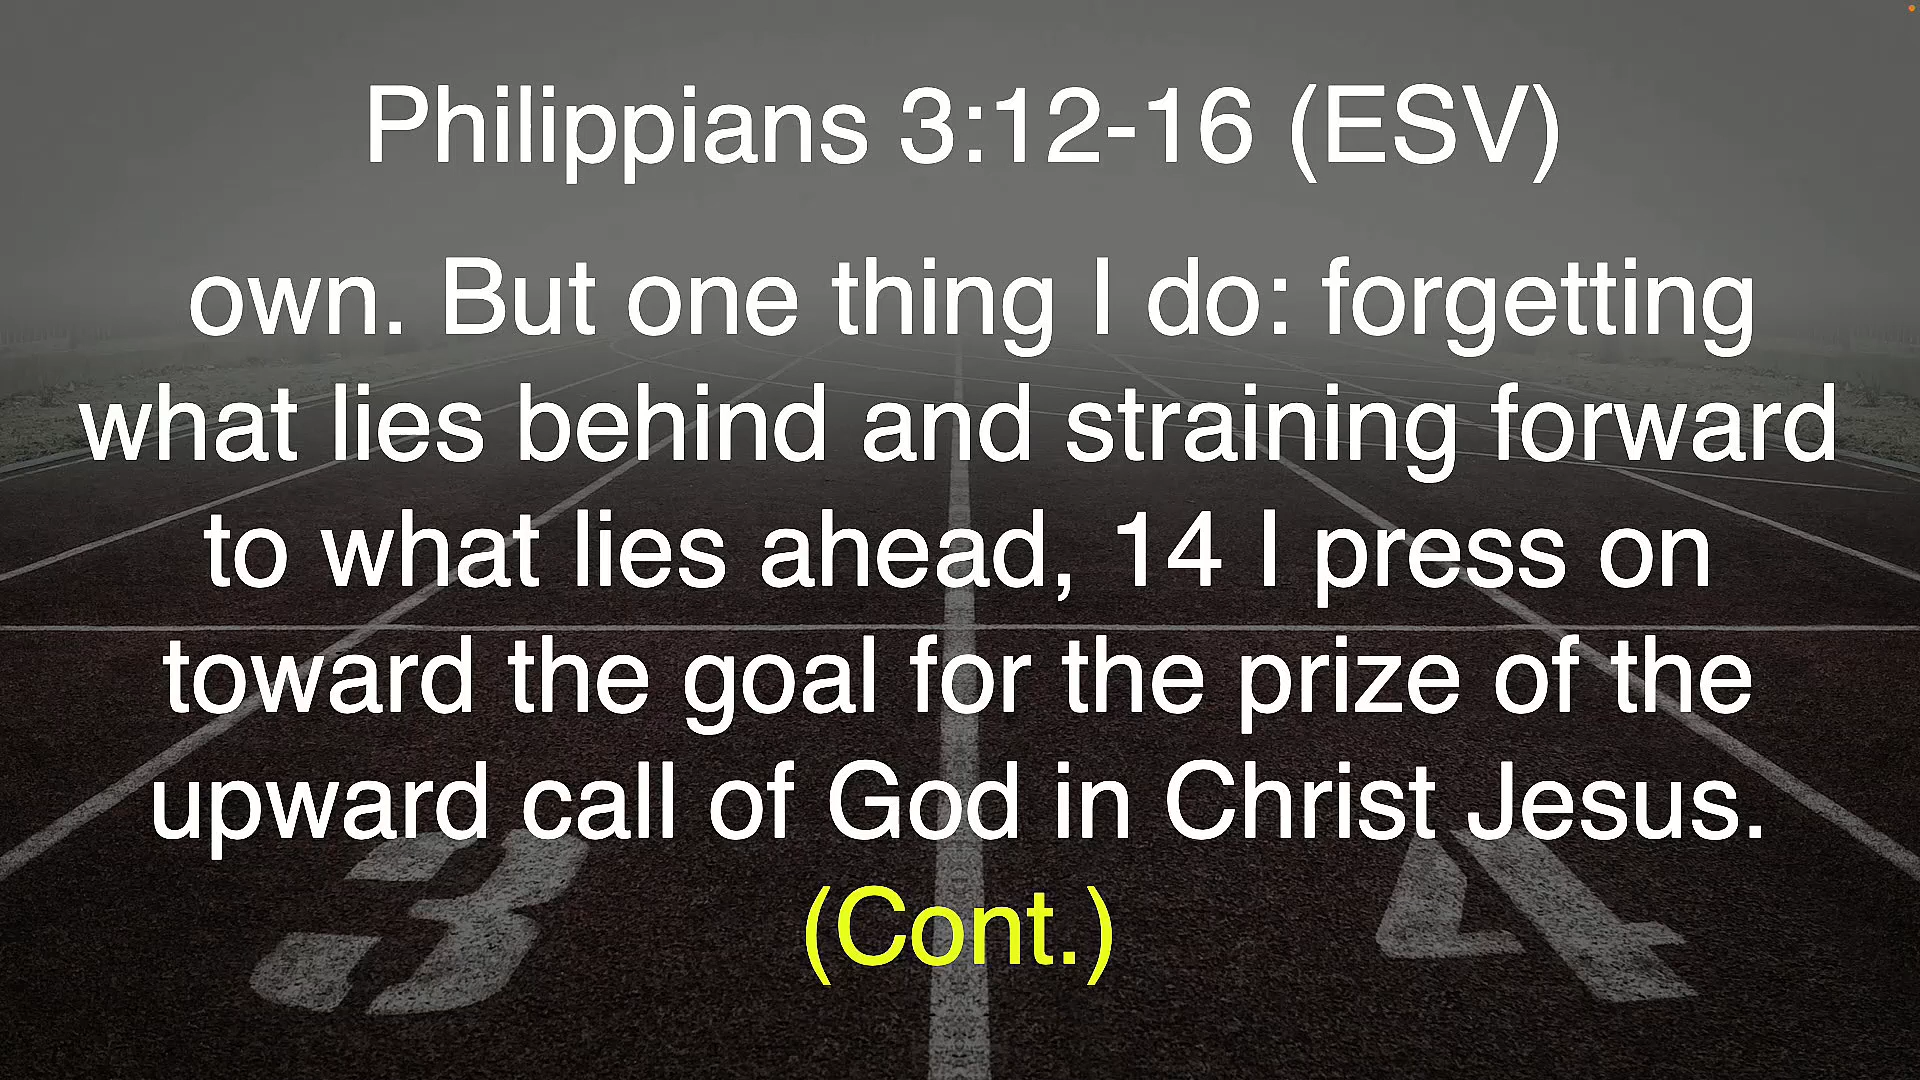 Philippians 3:12-16 (ESV)
own. But one thing I do: forgetting
what lies behind and straining forward
to what lies ahead, 14 I press on
toward the goal for the prize of the
upward call of God in Christ Jesus.
(Cont.)
3 4